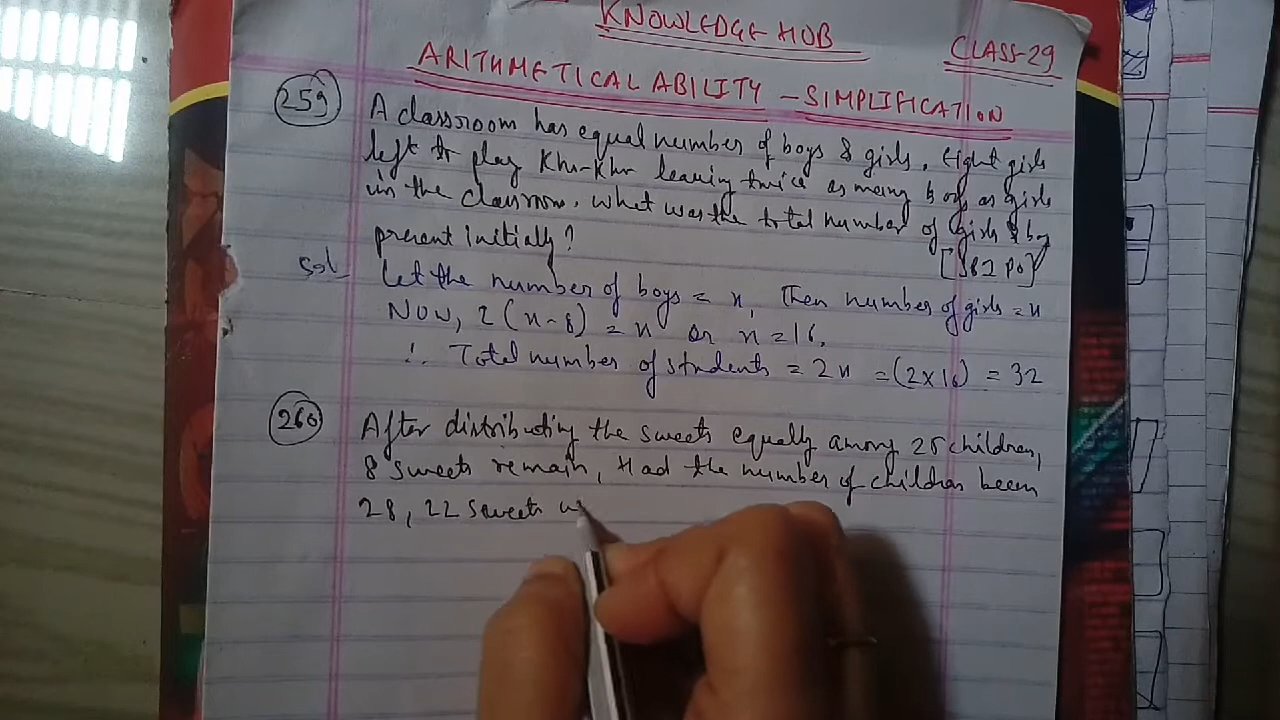 KNOWLEDGE HOB
CLASS-29
ARITHMETICAL ABILITY - SIMPLIFICATION
259 A classroom has equal number of boys & girls. Eight girls
left to play Kho-Kho leaving twice as many boys as girls
in the classroom. What was the total number of girls & boy
present initially? [SBI PO]
Sol. Let the number of boys = x, Then number of girls = x
Now, 2(x-8) = x or x = 16.
∴ Total number of students = 2x = (2x16) = 32
260 After distributing the sweets equally among 25 children,
8 sweets remain, Had the number of children been
28, 22 sweets w